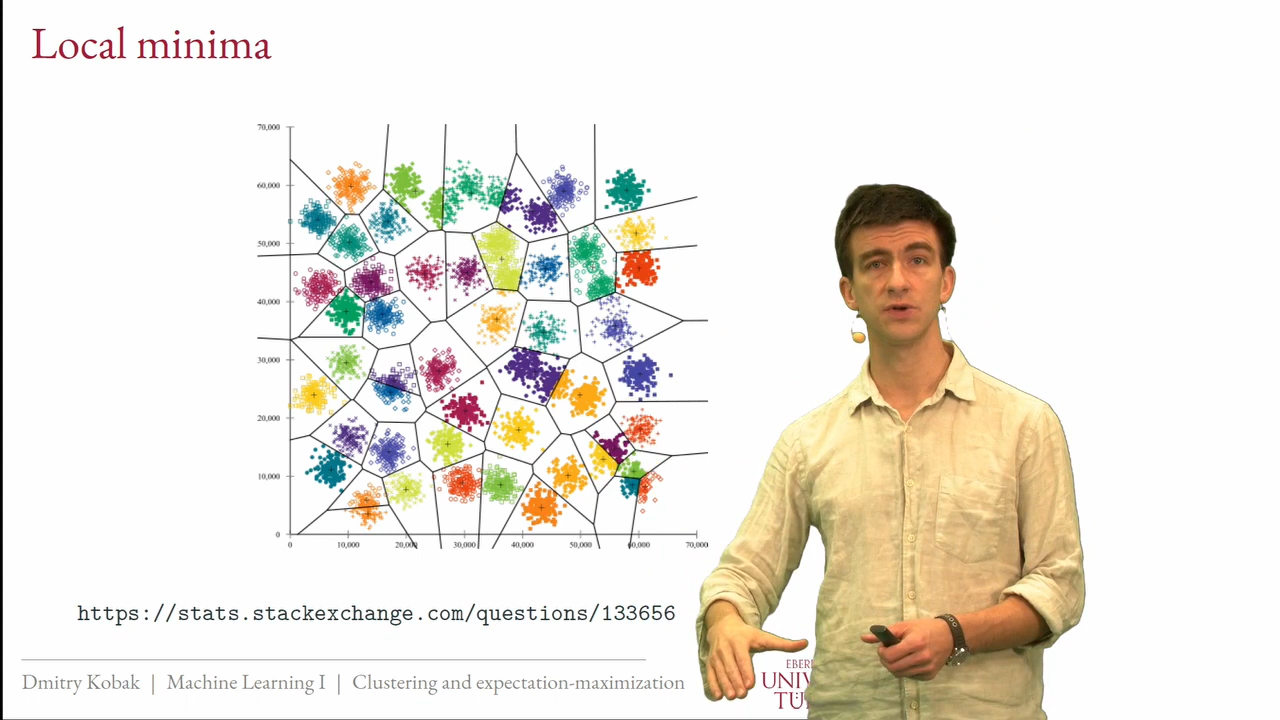 Local minima
70,000
60,000
50,000
40,000
30,000
20,000
10,000
0
0 10,000 20,000 30,000 40,000 50,000 60,000 70,000
https://stats.stackexchange.com/questions/133656
Dmitry Kobak | Machine Learning I | Clustering and expectation-maximization